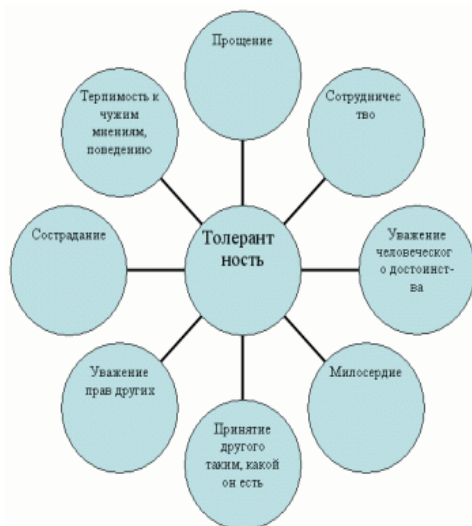 Прощение
Терпимость к
чужим
мнениям,
поведению
Сотрудничес
тво
Сострадание
Толерант
ность
Уважение
человеческог
о достоинст-
ва
Уважение
прав других
Милосердие
Принятие
другого
таким, какой
он есть